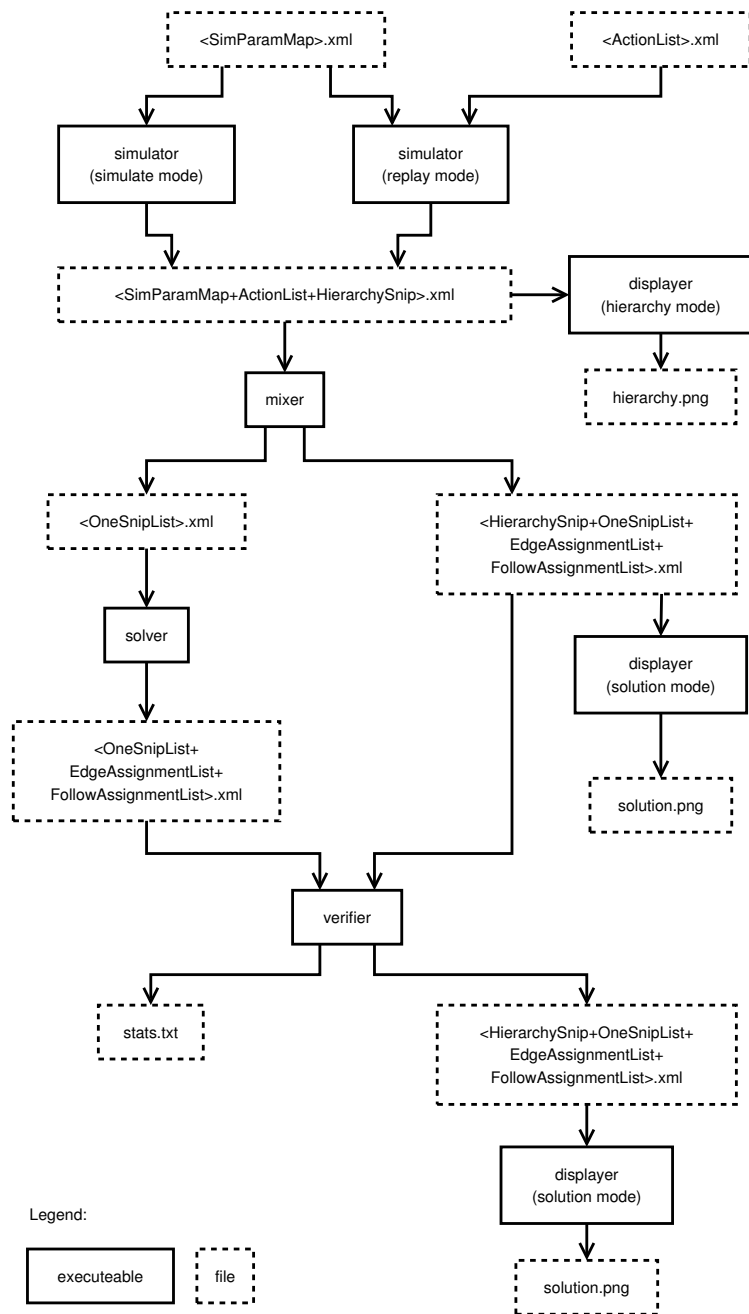 <SimParamMap>.xml
<ActionList>.xml
simulator
(simulate mode)
simulator
(replay mode)
<SimParamMap+ActionList+HierarchySnip>.xml
displayer
(hierarchy mode)
hierarchy.png
mixer
<OneSnipList>.xml
<HierarchySnip+OneSnipList+
EdgeAssignmentList+
FollowAssignmentList>.xml
solver
displayer
(solution mode)
<OneSnipList+
EdgeAssignmentList+
FollowAssignmentList>.xml
solution.png
verifier
stats.txt
<HierarchySnip+OneSnipList+
EdgeAssignmentList+
FollowAssignmentList>.xml
displayer
(solution mode)
Legend:
executeable
file
solution.png